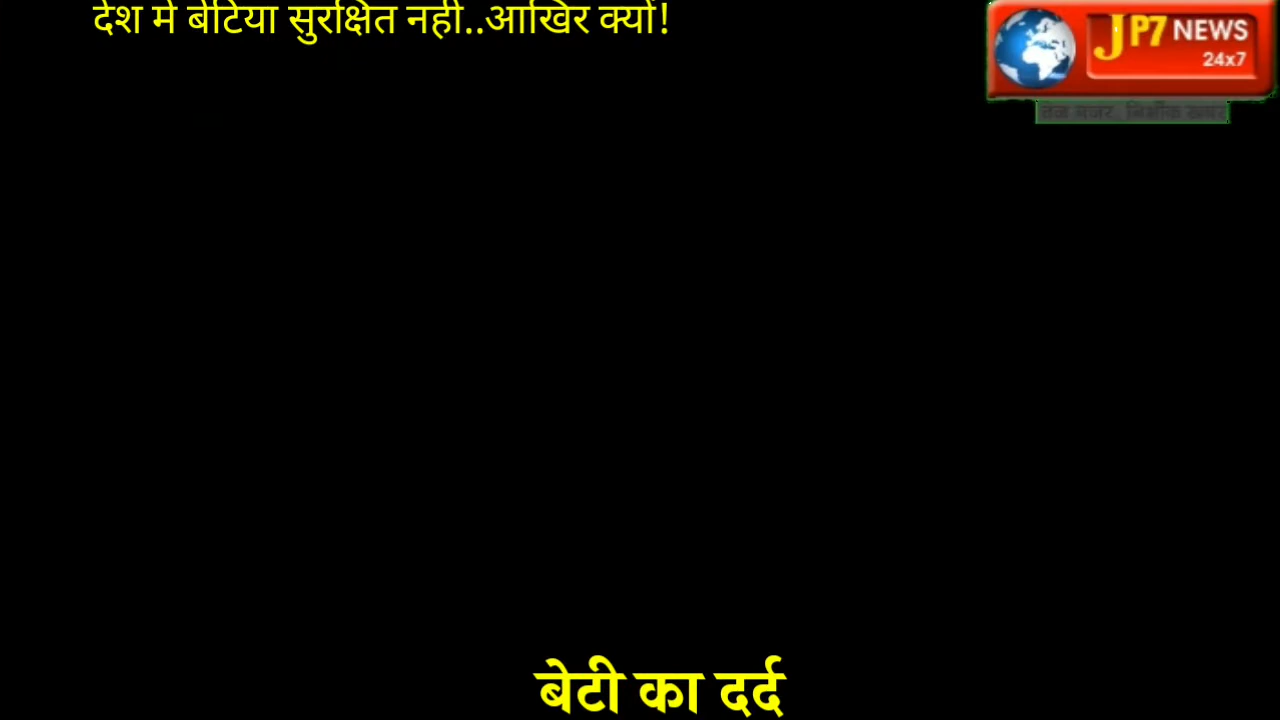 देश में बेटिया सुरक्षित नही..आखिर क्यों!
JP7 NEWS
24x7
बेटी का दर्द